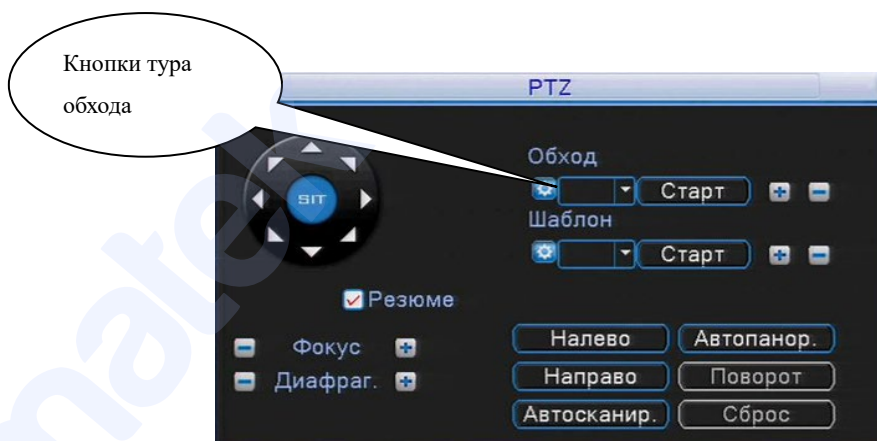 Кнопки тура
обхода
PTZ
Обход
Старт
SIT
Шаблон
Старт
Резюме
Фокус
Диафраг.
Налево
Автопанор.
Направо
Поворот
Автосканир.
Сброс